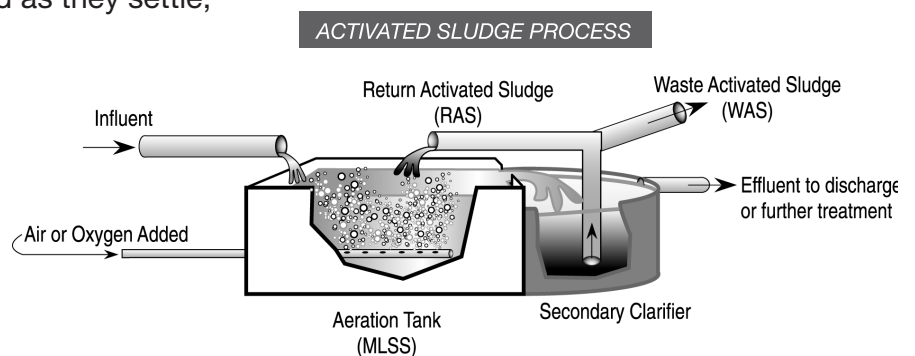 d as they settle,
ACTIVATED SLUDGE PROCESS
Return Activated Sludge
(RAS)
Waste Activated Sludge
(WAS)
Influent
Effluent to discharge
or further treatment
Air or Oxygen Added
Aeration Tank
(MLSS)
Secondary Clarifier